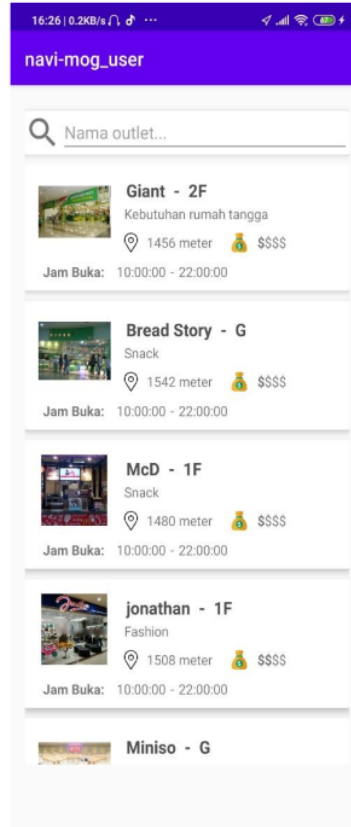 16:26 | 0.2KB/s ...
67
navi-mog_user
Nama outlet...
Giant - 2F
Kebutuhan rumah tangga
1456 meter $$$$
Jam Buka: 10:00:00 - 22:00:00
Bread Story - G
Snack
1542 meter $$$$
Jam Buka: 10:00:00 - 22:00:00
McD - 1F
Snack
1480 meter $$$$
Jam Buka: 10:00:00 - 22:00:00
jonathan - 1F
Fashion
1508 meter $$$$
Jam Buka: 10:00:00 - 22:00:00
Miniso - G